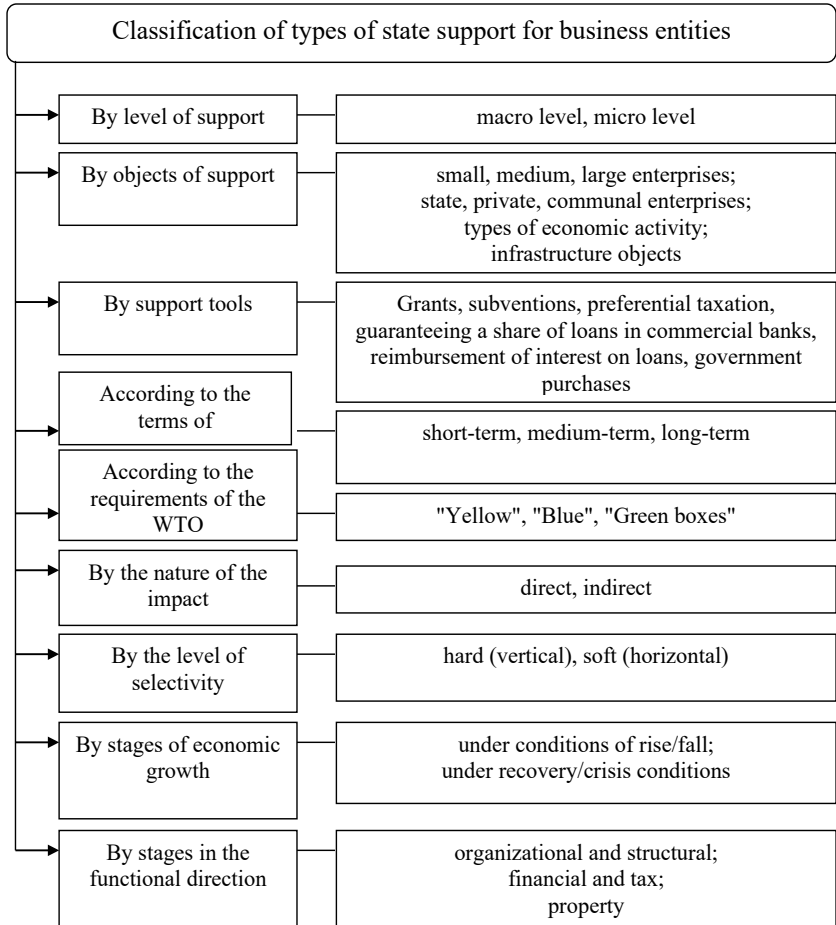 Classification of types of state support for business entities
By level of support
macro level, micro level
By objects of support
small, medium, large enterprises;
state, private, communal enterprises;
types of economic activity;
infrastructure objects
By support tools
Grants, subventions, preferential taxation,
guaranteeing a share of loans in commercial banks,
reimbursement of interest on loans, government
purchases
According to the
terms of
short-term, medium-term, long-term
According to the
requirements of the
WTO
"Yellow", "Blue", "Green boxes"
By the nature of the
impact
direct, indirect
By the level of
selectivity
hard (vertical), soft (horizontal)
By stages of economic
growth
under conditions of rise/fall;
under recovery/crisis conditions
By stages in the
functional direction
organizational and structural;
financial and tax;
property